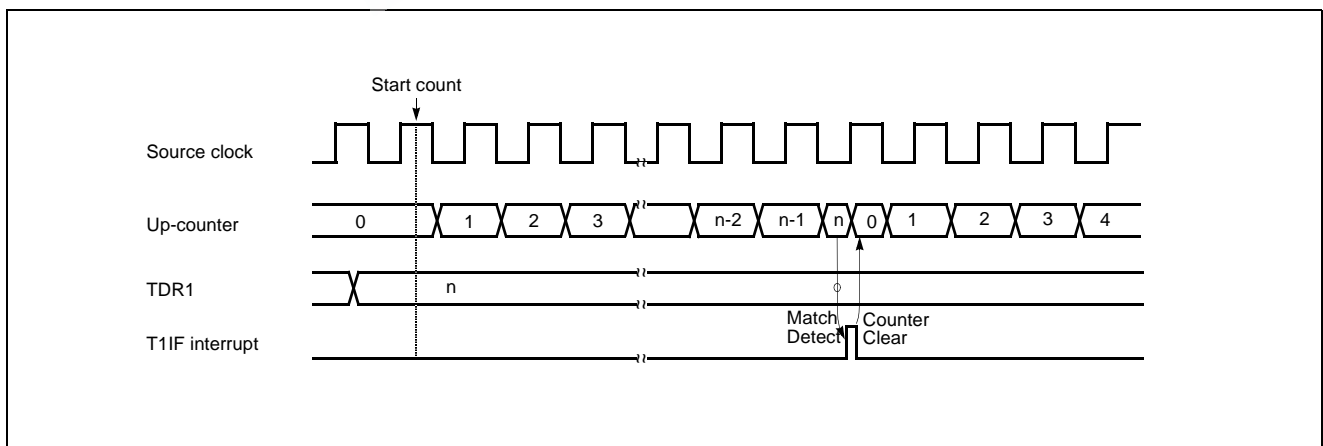 Start count
Source clock
Up-counter
0 1 2 3 n-2 n-1 n 0 1 2 3 4
TDR1
n
Match Detect
Counter Clear
T1IF interrupt